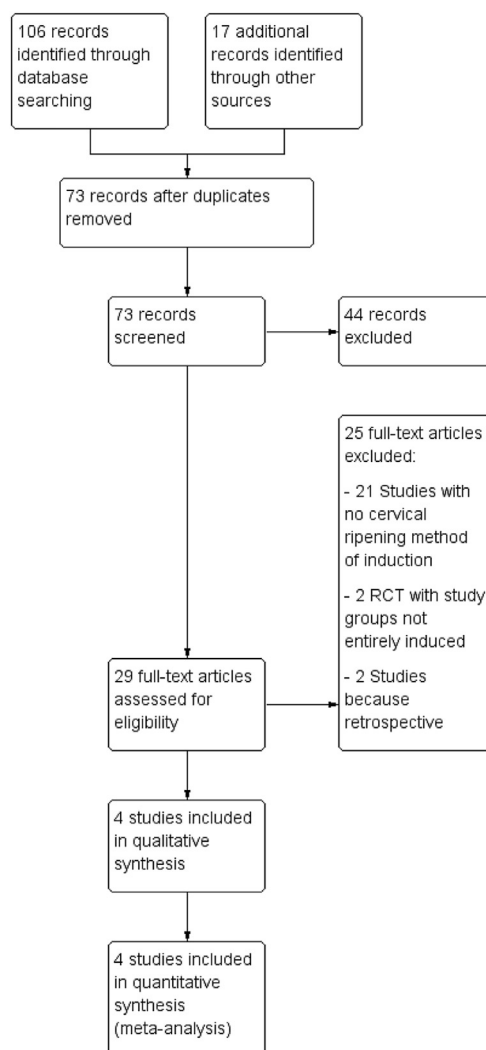 106 records
identified through
database
searching
17 additional
records identified
through other
sources
73 records after duplicates
removed
73 records
screened
44 records
excluded
25 full-text articles
excluded:
- 21 Studies with
no cervical
ripening method
of induction
- 2 RCT with study
groups not
entirely induced
- 2 Studies
because
retrospective
29 full-text articles
assessed for
eligibility
4 studies included
in qualitative
synthesis
4 studies included
in quantitative
synthesis
(meta-analysis)